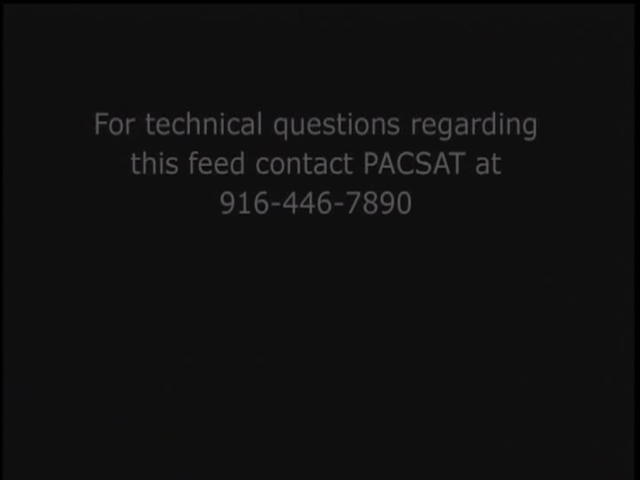 For technical questions regarding
this feed contact PACSAT at
916-446-7890